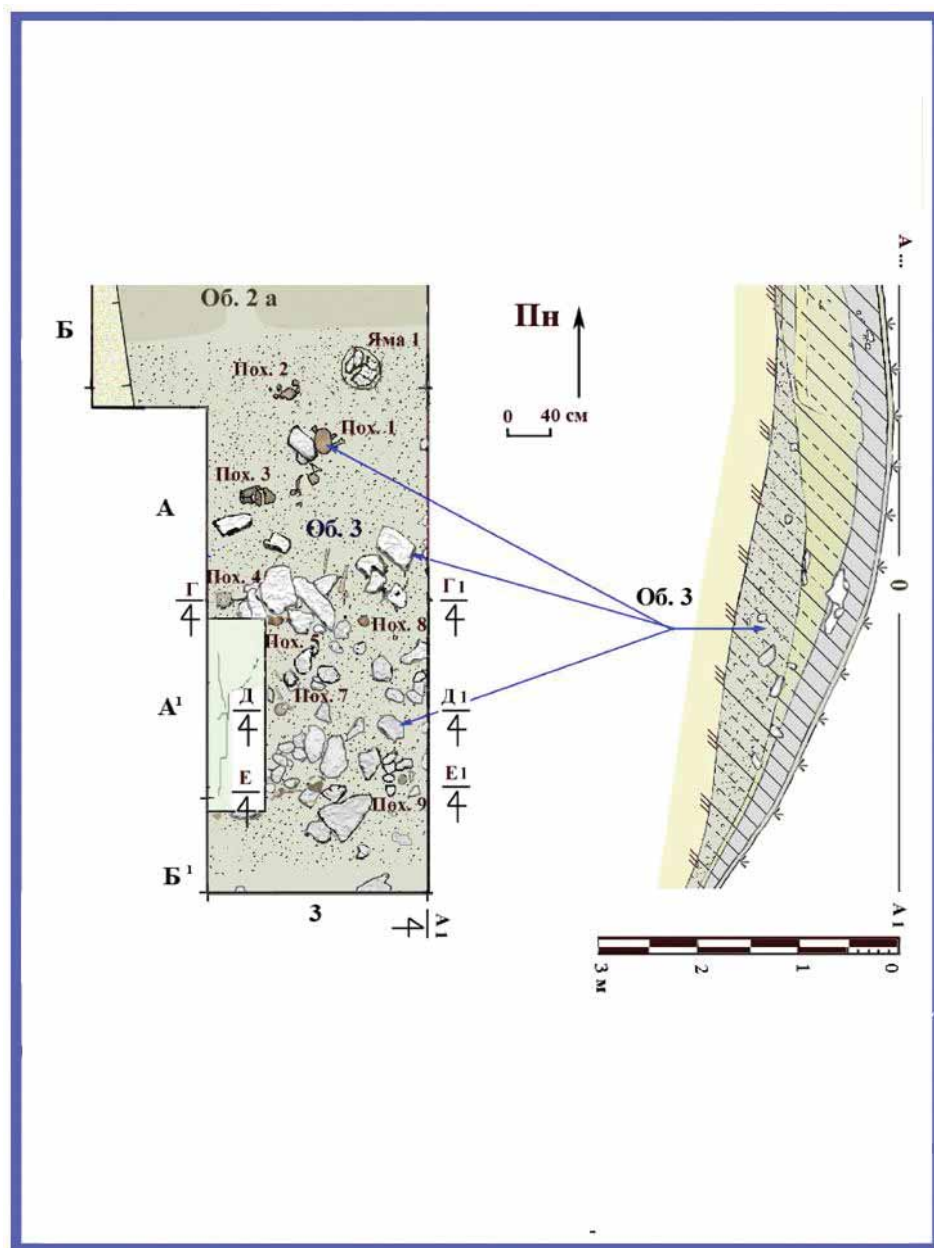 Об. 2 а
Б
Яма 1
Пох. 2
Пох. 1
Пох. 3
А
Об. 3
Пох. 4
Г
4
Г1
4
Пох. 8
Пох. 5
А¹
Д
4
Пох. 7
Д1
4
Е
4
Е1
4
Пох. 9
Б¹
3
А1
4
Пн
0 40 см
Об. 3
А ...
0
А1
3 м 2 1 0
-